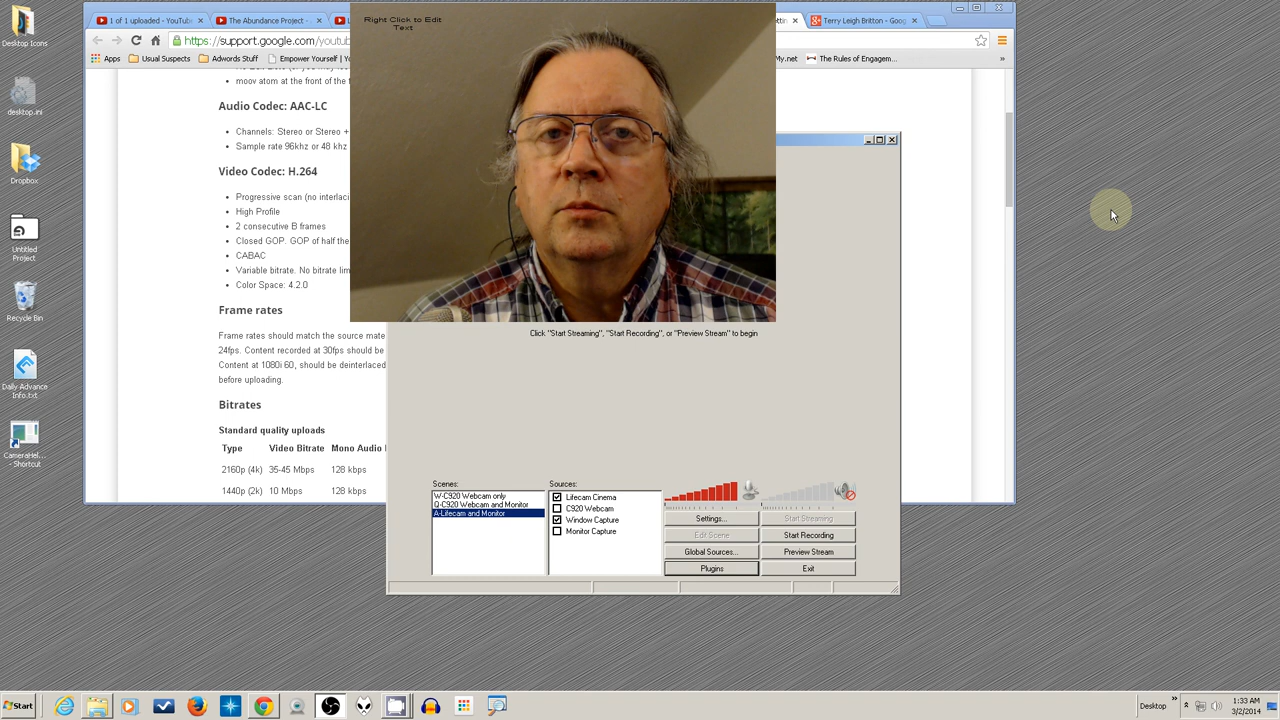 Desktop Icons
desktop.ini
Dropbox
Untitled
Project
Recycle Bin
Daily Advance
Info.txt
CameraHel...
- Shortcut
1 of 1 uploaded - YouTub
The Abundance Project -
Terry Leigh Britton - Goog
https://support.google.com/youtub
Apps
Usual Suspects
Adwords Stuff
Empower Yourself | Yo
My.net
The Rules of Engagem...
»
Right Click to Edit
Text
• moov atom at the front of the
Audio Codec: AAC-LC
• Channels: Stereo or Stereo +
• Sample rate 96khz or 48 khz
Video Codec: H.264
• Progressive scan (no interlaci
• High Profile
• 2 consecutive B frames
• Closed GOP. GOP of half the
• CABAC
• Variable bitrate. No bitrate lim
• Color Space: 4.2.0
Frame rates
Frame rates should match the source mate
24fps. Content recorded at 30fps should be
Content at 1080i 60, should be deinterlaced
before uploading.
Bitrates
Standard quality uploads
Type Video Bitrate Mono Audio
2160p (4k) 35-45 Mbps 128 kbps
1440p (2k) 10 Mbps 128 kbps
Click "Start Streaming", "Start Recording", or "Preview Stream" to begin
Scenes:
W-C920 Webcam only
Q-C920 Webcam and Monitor
A-Lifecam and Monitor
Sources:
Lifecam Cinema
C920 Webcam
Window Capture
Monitor Capture
Settings...
Start Streaming
Edit Scene
Start Recording
Global Sources...
Preview Stream
Plugins
Exit
Start
Desktop
»
1:33 AM
3/2/2014